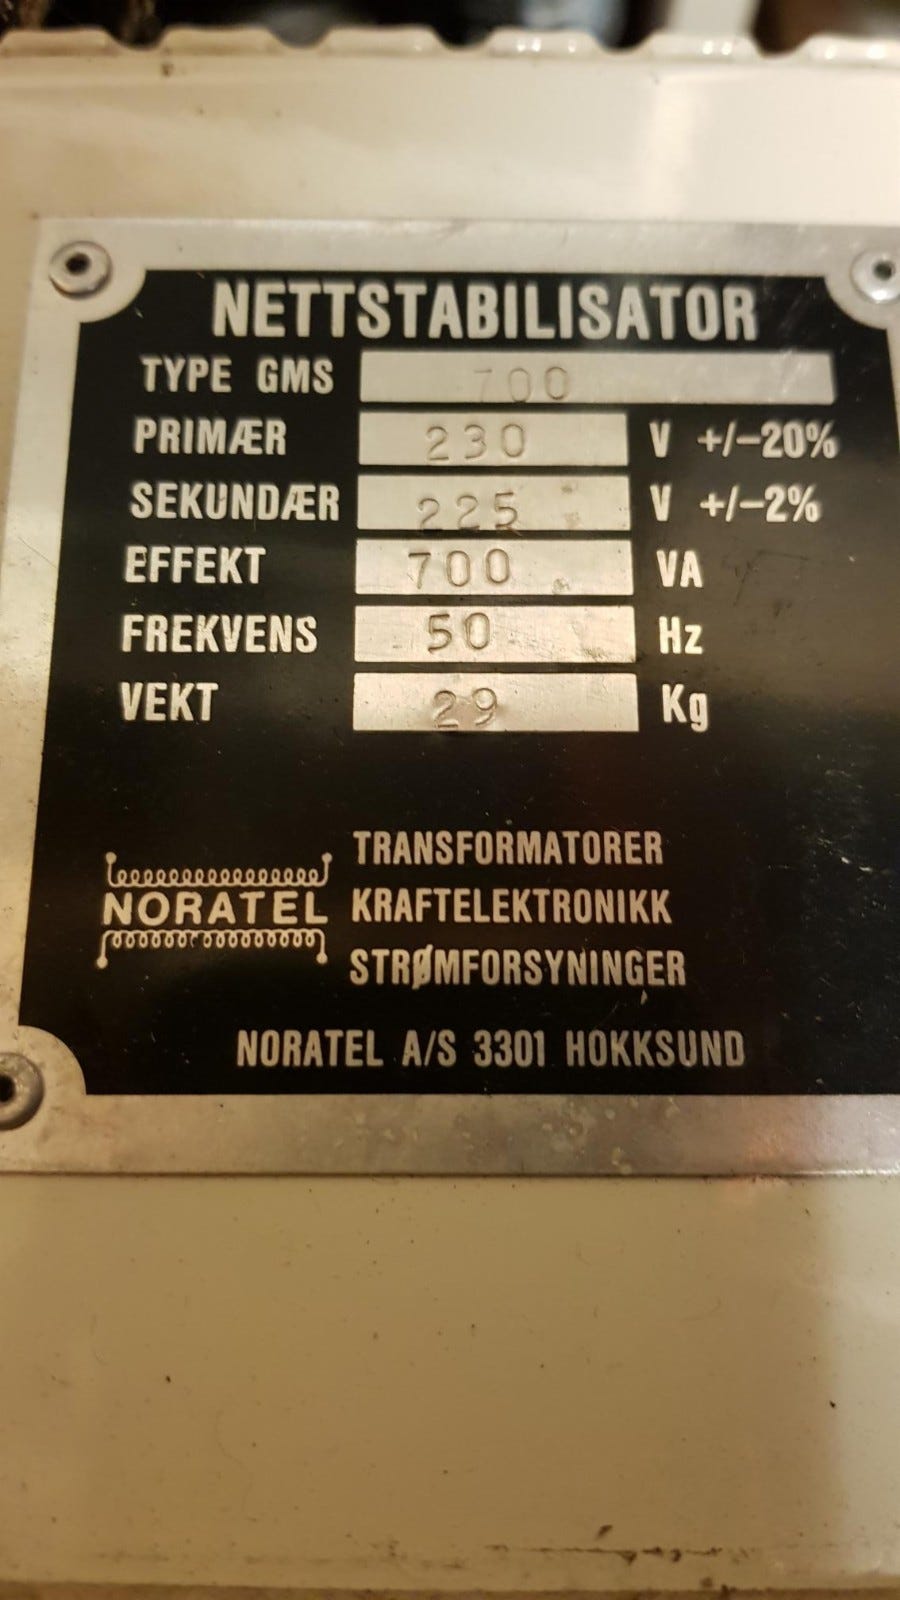 NETTSTABILISATOR
TYPE GMS 700
PRIMÆR 230 V +/-20%
SEKUNDÆR 225 V +/-2%
EFFEKT 700 VA
FREKVENS 50 Hz
VEKT 29 Kg
TRANSFORMATORER
NORATEL KRAFTELEKTRONIKK
STRØMFORSYNINGER
NORATEL A/S 3301 HOKKSUND